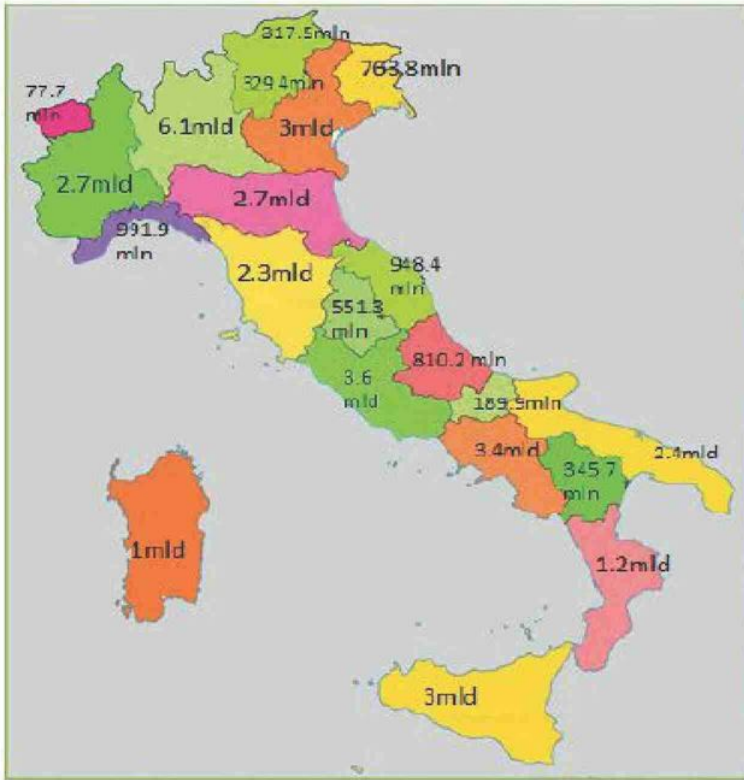 317.5mln
763.8mln
329.4mln
77.7
mln
6.1mld
3mld
2.7mld
2.7mld
991.9
mln
948.4
mln
2.3mld
551.3
mln
810.2 mln
3.6
mld
189.9mln
3.4mld
2.4mld
345.7
mln
1mld
1.2mld
3mld